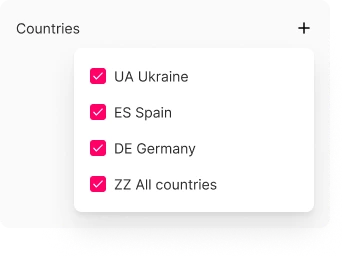 Countries
UA Ukraine
ES Spain
DE Germany
ZZ All countries